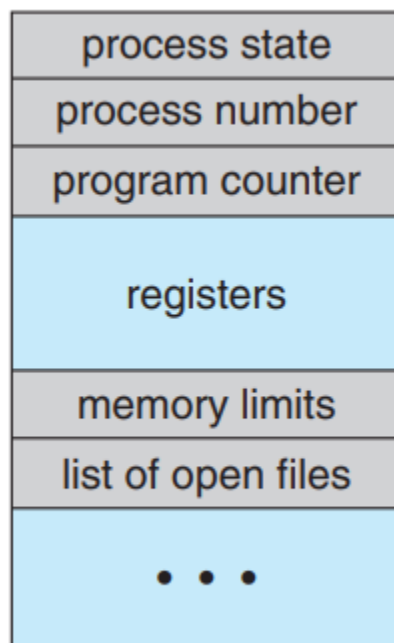 process state
process number
program counter
registers
memory limits
list of open files
• • •